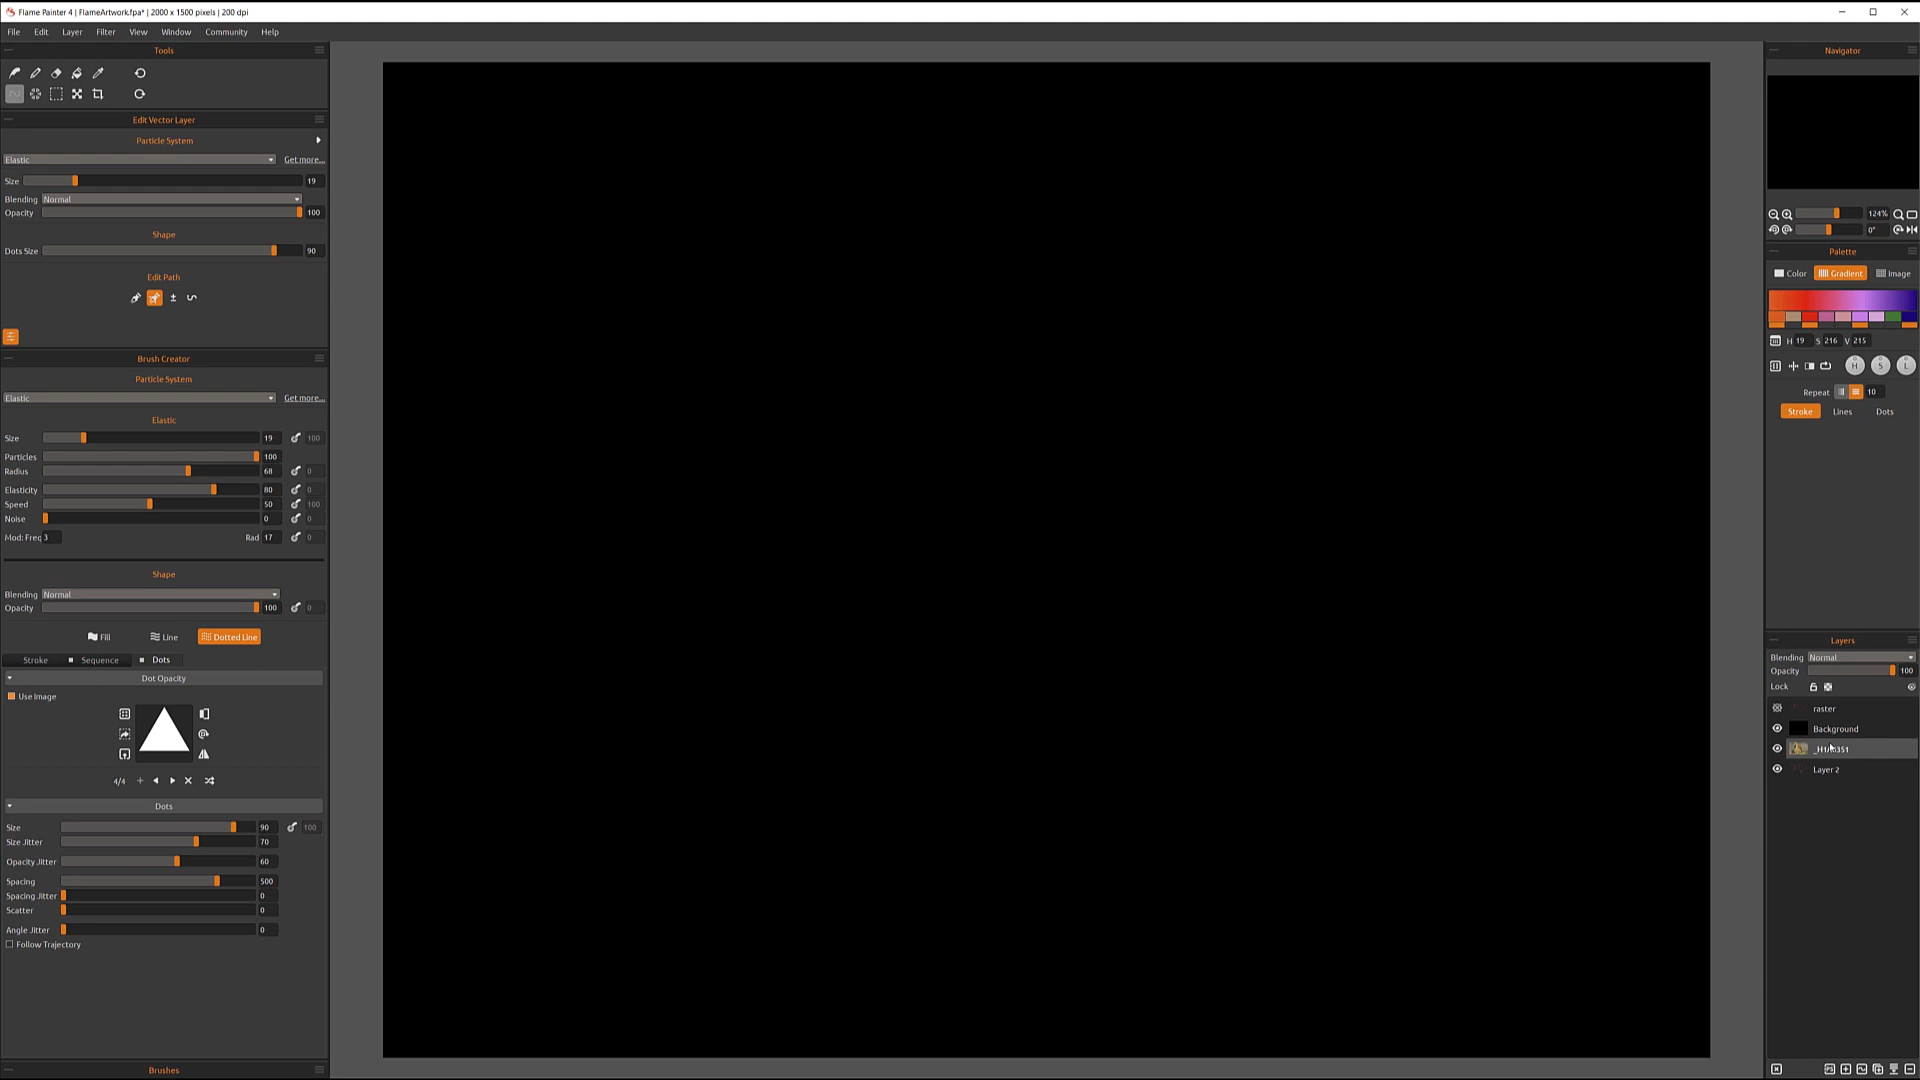 Flame Painter 4 | FlameArtwork.fpa* | 2000 x 1500 pixels | 200 dpi
File Edit Layer Filter View Window Community Help
Tools
Edit Vector Layer
Particle System
Elastic Get more...
Size 19
Blending Normal
Opacity 100
Shape
Dots Size 90
Edit Path
Brush Creator
Particle System
Elastic Get more...
Elastic
Size 19 100
Particles 100
Radius 68 0
Elasticity 80 0
Speed 50 100
Noise 0 0
Mod: Freq 3 Rad 17 0
Shape
Blending Normal
Opacity 100 0
Fill Line Dotted Line
Stroke Sequence Dots
Dot Opacity
Use Image
4/4
Dots
Size 90 100
Size Jitter 70
Opacity Jitter 60
Spacing 500
Spacing Jitter 0
Scatter 0
Angle Jitter 0
Follow Trajectory
Brushes
Navigator
124%
0°
Palette
Color Gradient Image
H 19 S 216 V 215
H S L
Repeat 10
Stroke Lines Dots
Layers
Blending Normal
Opacity 100
Lock
raster
Background
Layer 2